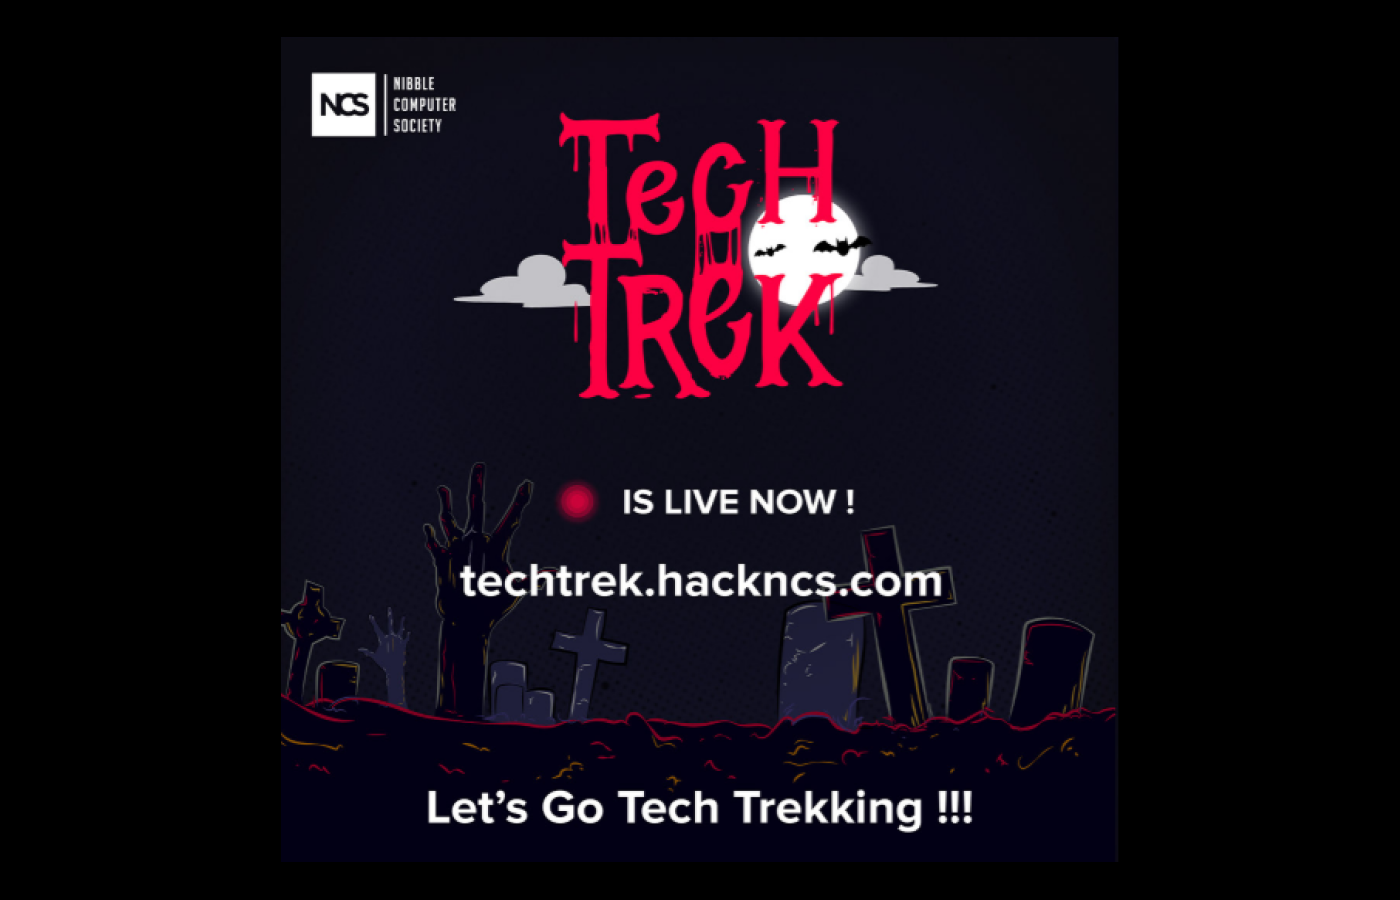 NCS
NIBBLE
COMPUTER
SOCIETY
TecH
TReK
IS LIVE NOW !
techtrek.hackncs.com
Let's Go Tech Trekking !!!